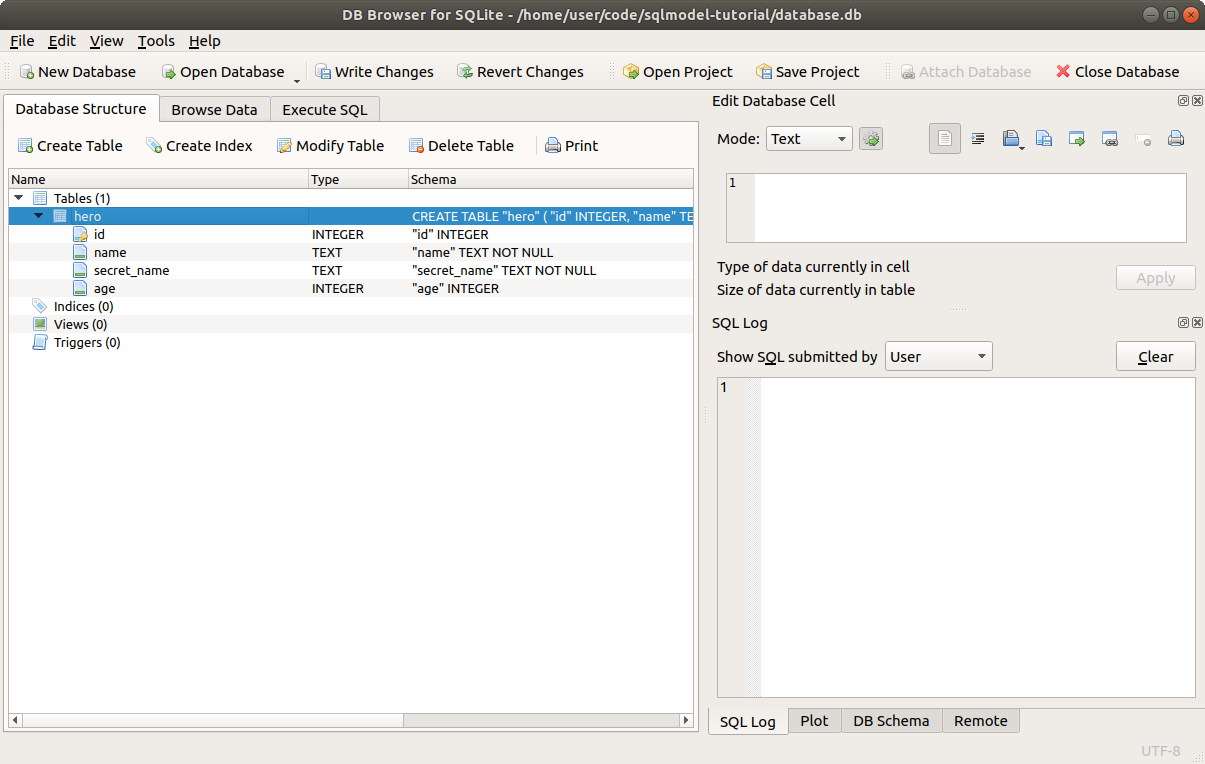 DB Browser for SQLite - /home/user/code/sqlmodel-tutorial/database.db
File Edit View Tools Help
New Database Open Database Write Changes Revert Changes Open Project Save Project Attach Database Close Database
Database Structure Browse Data Execute SQL
Create Table Create Index Modify Table Delete Table Print
Name Type Schema
Tables (1)
hero CREATE TABLE "hero" ( "id" INTEGER, "name" TE
id INTEGER "id" INTEGER
name TEXT "name" TEXT NOT NULL
secret_name TEXT "secret_name" TEXT NOT NULL
age INTEGER "age" INTEGER
Indices (0)
Views (0)
Triggers (0)
Edit Database Cell
Mode: Text
1
Type of data currently in cell
Size of data currently in table
Apply
SQL Log
Show SQL submitted by User Clear
1
SQL Log Plot DB Schema Remote
UTF-8